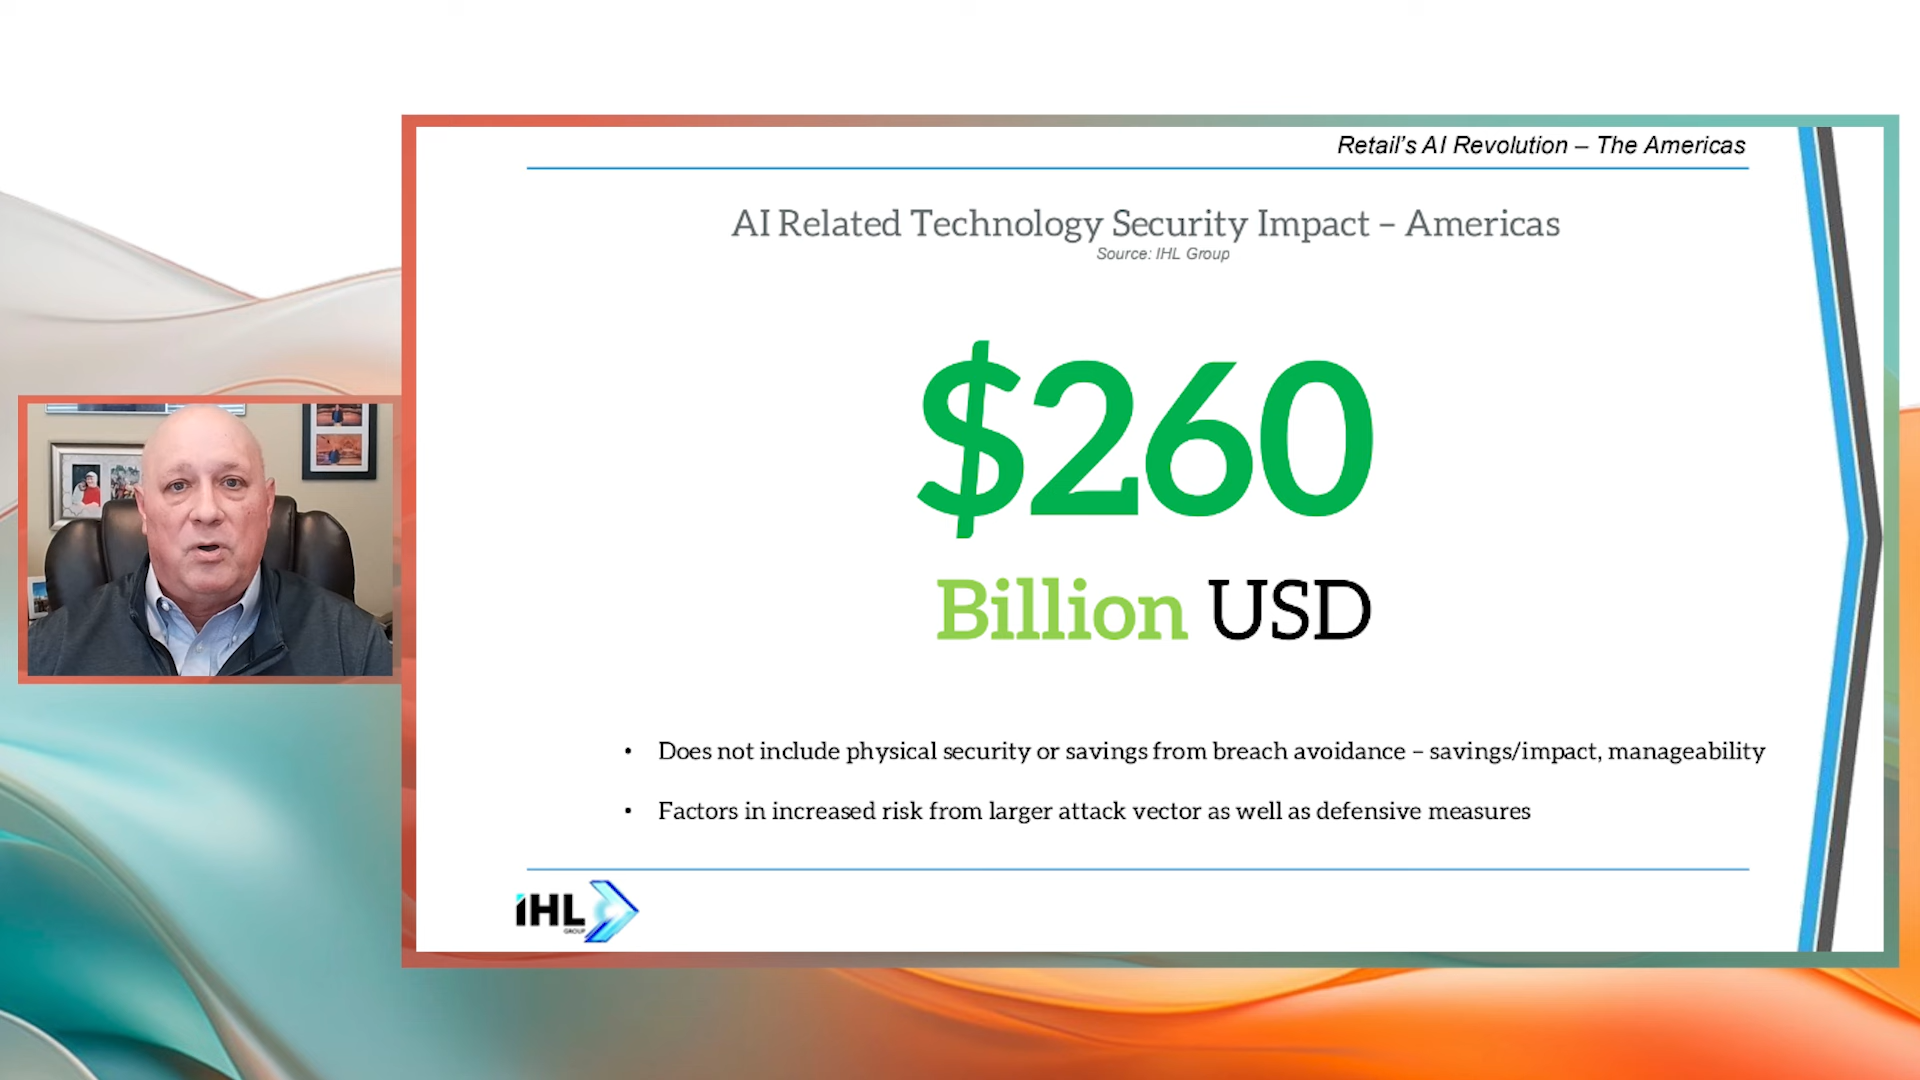 Retail's AI Revolution – The Americas
AI Related Technology Security Impact – Americas
Source: IHL Group
$260
Billion USD
• Does not include physical security or savings from breach avoidance – savings/impact, manageability
• Factors in increased risk from larger attack vector as well as defensive measures
iHL
GROUP